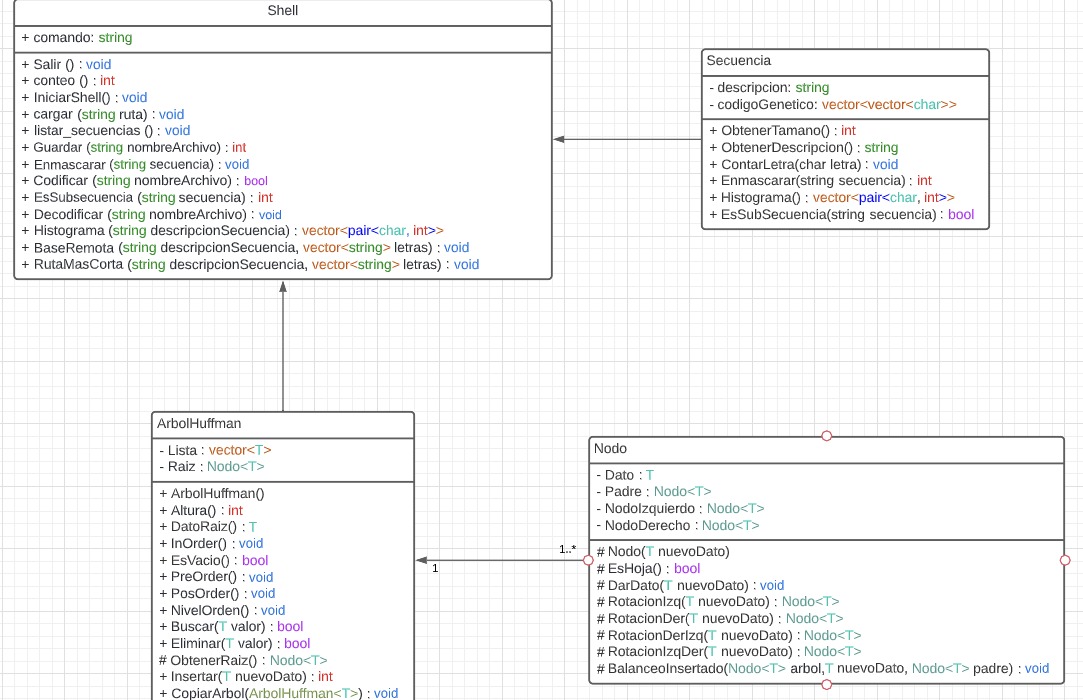 Shell
+ comando: string
+ Salir () : void
+ conteo () : int
+ IniciarShell() : void
+ cargar (string ruta) : void
+ listar_secuencias () : void
+ Guardar (string nombreArchivo) : int
+ Enmascarar (string secuencia) : void
+ Codificar (string nombreArchivo) : bool
+ EsSubsecuencia (string secuencia) : int
+ Decodificar (string nombreArchivo) : void
+ Histograma (string descripcionSecuencia) : vector<pair<char, int>>
+ BaseRemota (string descripcionSecuencia, vector<string> letras) : void
+ RutaMasCorta (string descripcionSecuencia, vector<string> letras) : void
Secuencia
- descripcion: string
- codigoGenetico: vector<vector<char>>
+ ObtenerTamano() : int
+ ObtenerDescripcion() : string
+ ContarLetra(char letra) : void
+ Enmascarar(string secuencia) : int
+ Histograma() : vector<pair<char, int>>
+ EsSubSecuencia(string secuencia) : bool
ArbolHuffman
- Lista : vector<T>
- Raiz : Nodo<T>
+ ArbolHuffman()
+ Altura() : int
+ DatoRaiz() : T
+ InOrder() : void
+ EsVacio() : bool
+ PreOrder() : void
+ PosOrder() : void
+ NivelOrden() : void
+ Buscar(T valor) : bool
+ Eliminar(T valor) : bool
# ObtenerRaiz() : Nodo<T>
+ Insertar(T nuevoDato) : int
+ CopiarArbol(ArbolHuffman<T>) : void
1..*
1
Nodo
- Dato : T
- Padre : Nodo<T>
- NodoIzquierdo : Nodo<T>
- NodoDerecho : Nodo<T>
# Nodo(T nuevoDato)
# EsHoja() : bool
# DarDato(T nuevoDato) : void
# RotacionIzq(T nuevoDato) : Nodo<T>
# RotacionDer(T nuevoDato) : Nodo<T>
# RotacionDerIzq(T nuevoDato) : Nodo<T>
# RotacionIzqDer(T nuevoDato) : Nodo<T>
# BalanceoInsertado(Nodo<T> arbol,T nuevoDato, Nodo<T> padre) : void